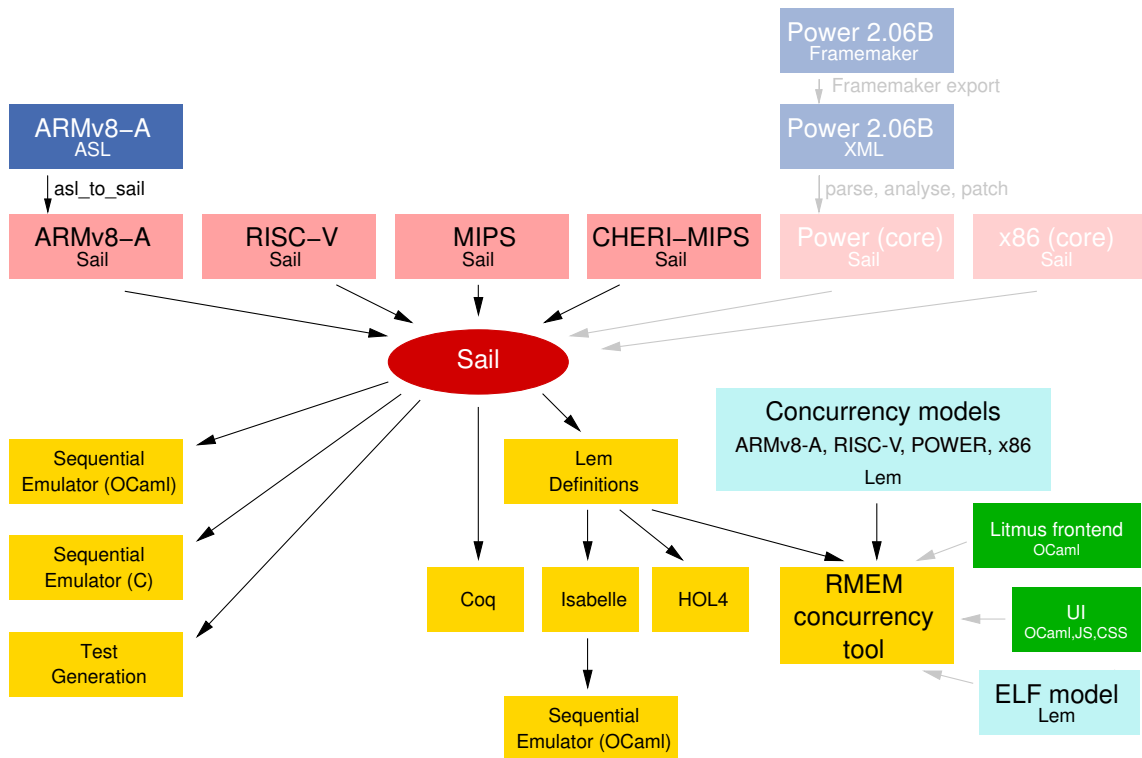 Power 2.06B
Framemaker
Framemaker export
ARMv8−A
ASL
Power 2.06B
XML
asl_to_sail
parse, analyse, patch
ARMv8−A
Sail
RISC−V
Sail
MIPS
Sail
CHERI−MIPS
Sail
Power (core)
Sail
x86 (core)
Sail
Sail
Concurrency models
ARMv8-A, RISC-V, POWER, x86
Lem
Sequential
Emulator (OCaml)
Lem
Definitions
Litmus frontend
OCaml
Sequential
Emulator (C)
Coq
Isabelle
HOL4
RMEM
concurrency
tool
UI
OCaml,JS,CSS
Test
Generation
ELF model
Lem
Sequential
Emulator (OCaml)